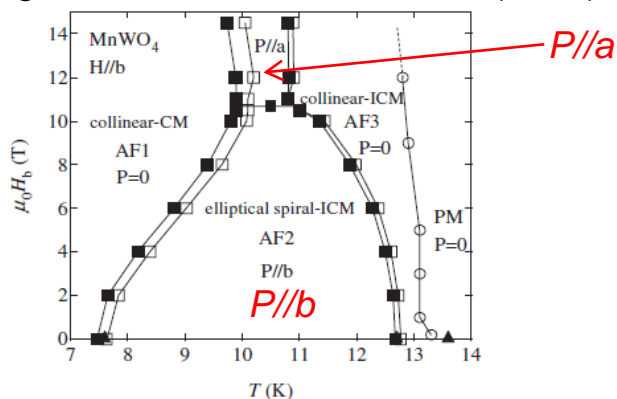 MnWO4
H//b
P//a
P//a
collinear-CM
AF1
P=0
collinear-ICM
AF3
P=0
elliptical spiral-ICM
AF2
P//b
P//b
PM
P=0
μ0Hb (T)
14
12
10
8
6
4
2
0
7 8 9 10 11 12 13 14
T (K)